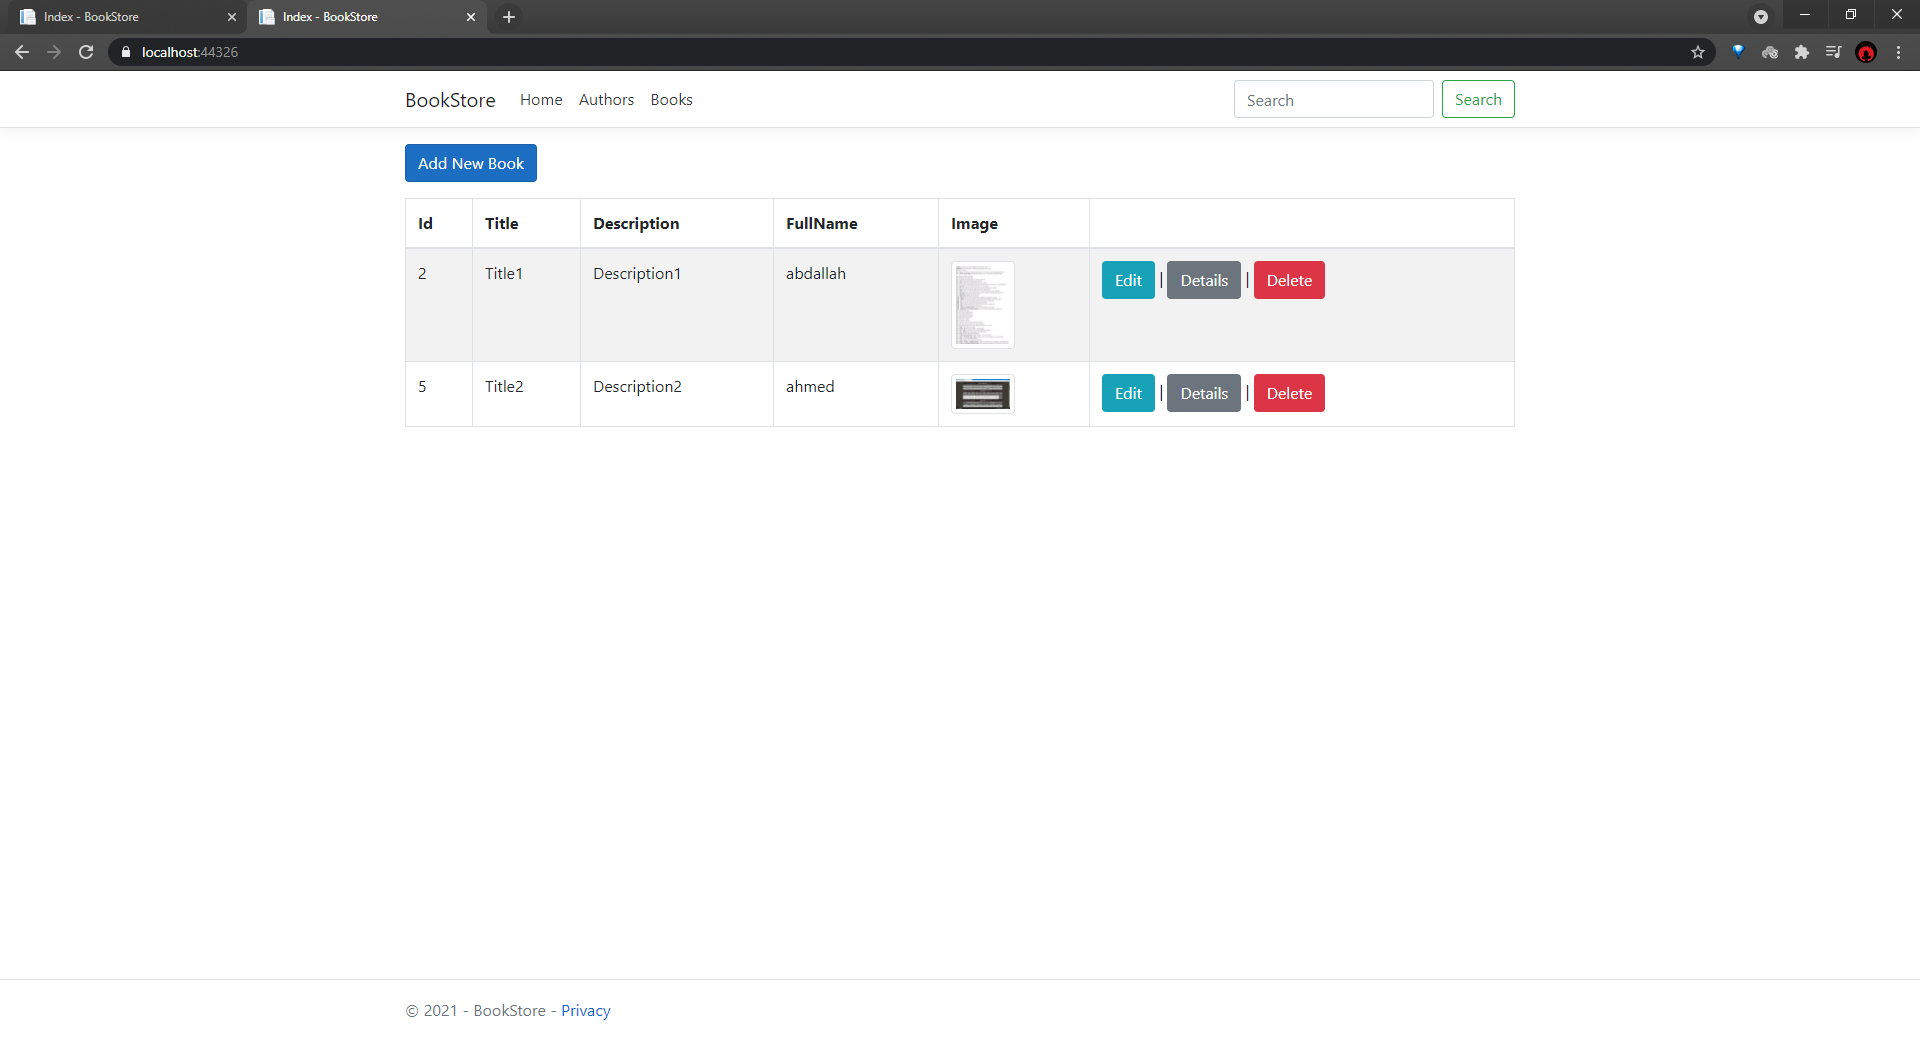 Index - BookStore
Index - BookStore
localhost:44326
BookStore Home Authors Books Search Search
Add New Book
Id Title Description FullName Image
2 Title1 Description1 abdallah Edit | Details | Delete
5 Title2 Description2 ahmed Edit | Details | Delete
© 2021 - BookStore - Privacy